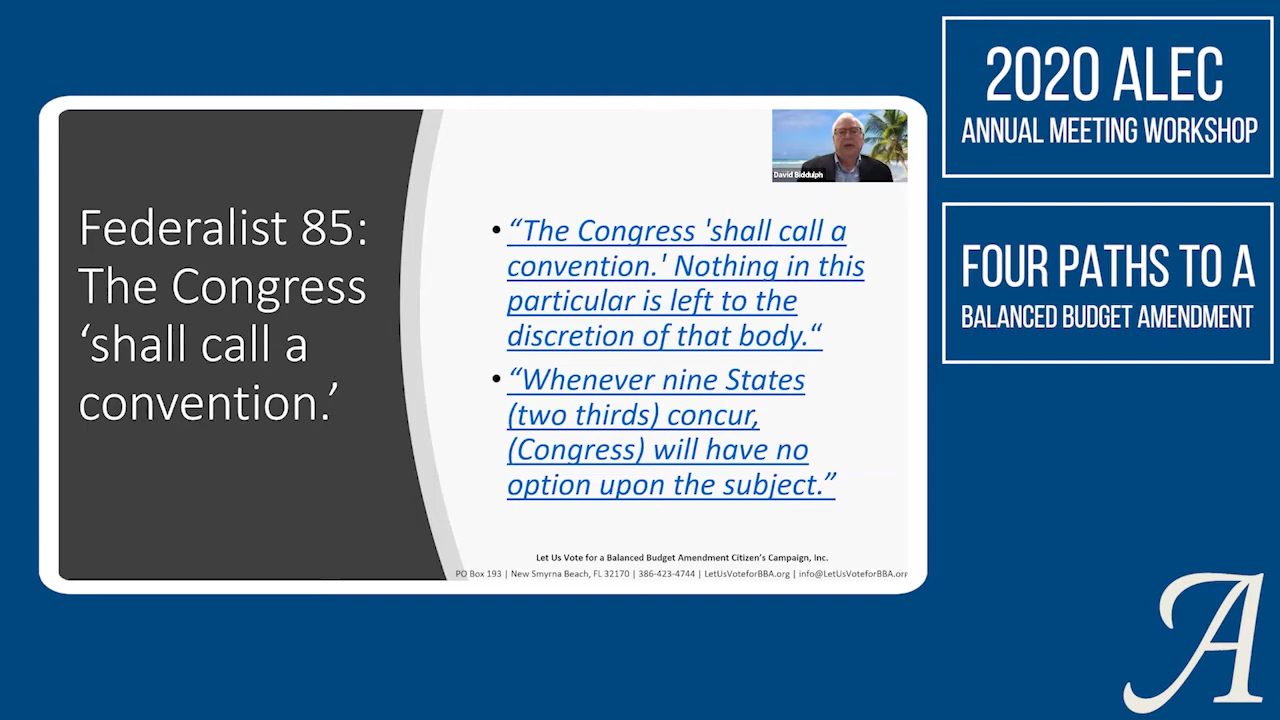 2020 ALEC
ANNUAL MEETING WORKSHOP
FOUR PATHS TO A
BALANCED BUDGET AMENDMENT
David Biddulph
Federalist 85:
The Congress
‘shall call a
convention.’
• “The Congress 'shall call a
convention.' Nothing in this
particular is left to the
discretion of that body.“
• “Whenever nine States
(two thirds) concur,
(Congress) will have no
option upon the subject.”
Let Us Vote for a Balanced Budget Amendment Citizen’s Campaign, Inc.
PO Box 193 | New Smyrna Beach, FL 32170 | 386-423-4744 | LetUsVoteforBBA.org | info@LetUsVoteforBBA.org
A